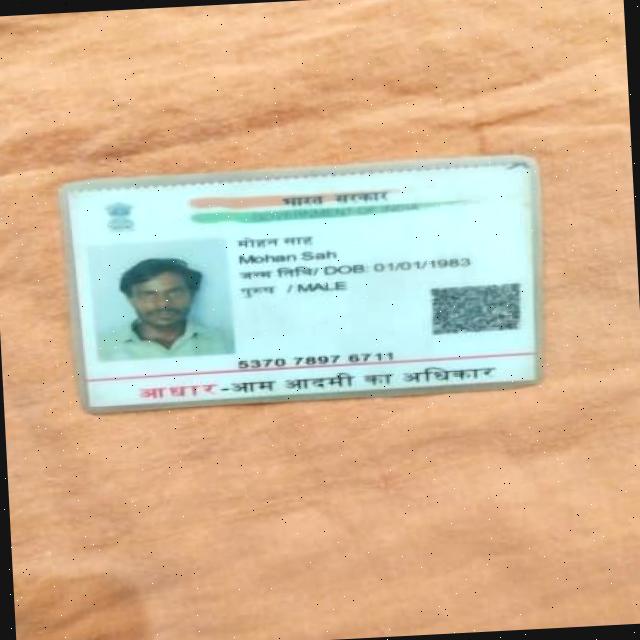 भारत सरकार
GOVERNMENT OF INDIA
मोहन साह
Mohan Sah
जन्म तिथि/ DOB: 01/01/1983
पुरुष / MALE
5370 7897 6711
आधार-आम आदमी का अधिकार